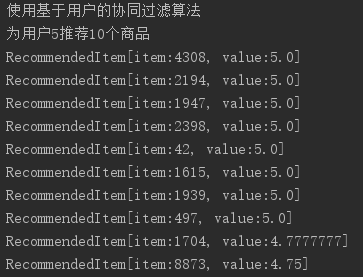 使用基于用户的协同过滤算法
为用户5推荐10个商品
RecommendedItem[item:4308, value:5.0]
RecommendedItem[item:2194, value:5.0]
RecommendedItem[item:1947, value:5.0]
RecommendedItem[item:2398, value:5.0]
RecommendedItem[item:42, value:5.0]
RecommendedItem[item:1615, value:5.0]
RecommendedItem[item:1939, value:5.0]
RecommendedItem[item:497, value:5.0]
RecommendedItem[item:1704, value:4.7777777]
RecommendedItem[item:8873, value:4.75]